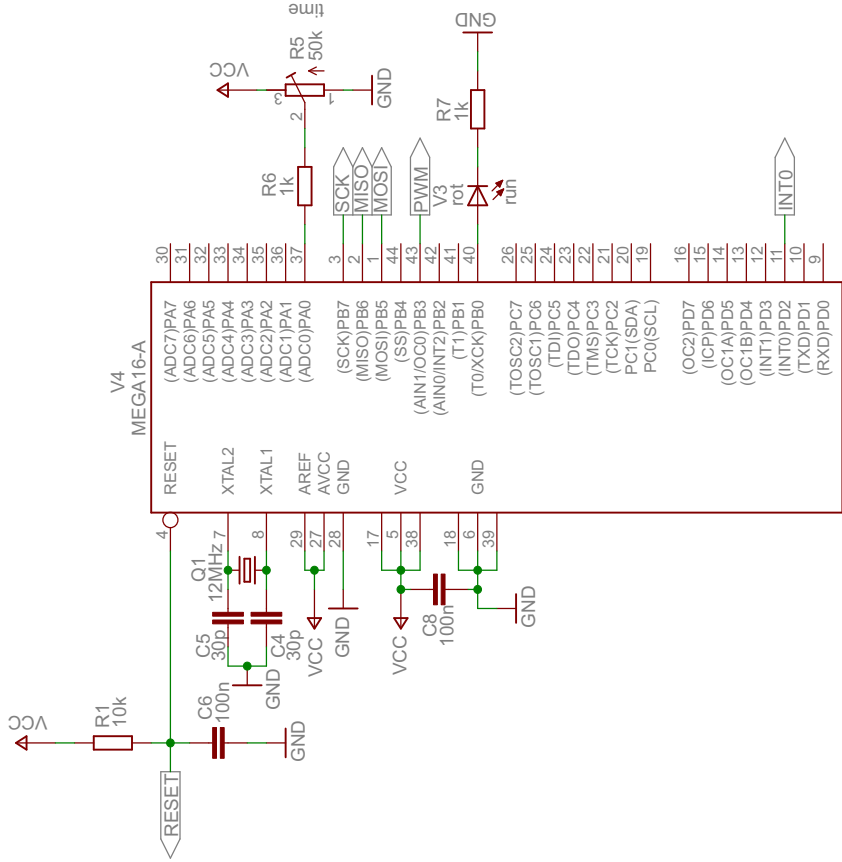 time
VCC
R5
50k
3
1
2
GND
R6
1k
SCK
MISO
MOSI
PWM
GND
R7
1k
V3
rot
run
INT0
V4
MEGA16-A
30
31
32
33
34
35
36
37
3
2
1
44
43
42
41
40
26
25
24
23
22
21
20
19
16
15
14
13
12
11
10
9
(ADC7)PA7
(ADC6)PA6
(ADC5)PA5
(ADC4)PA4
(ADC3)PA3
(ADC2)PA2
(ADC1)PA1
(ADC0)PA0
(SCK)PB7
(MISO)PB6
(MOSI)PB5
(SS)PB4
(AIN1/OC0)PB3
(AIN0/INT2)PB2
(T1)PB1
(T0/XCK)PB0
(TOSC2)PC7
(TOSC1)PC6
(TDI)PC5
(TDO)PC4
(TMS)PC3
(TCK)PC2
PC1(SDA)
PC0(SCL)
(OC2)PD7
(ICP)PD6
(OC1A)PD5
(OC1B)PD4
(INT1)PD3
(INT0)PD2
(TXD)PD1
(RXD)PD0
RESET
XTAL2
XTAL1
AREF
AVCC
GND
VCC
GND
4
7
8
29
27
28
17
5
38
18
6
39
Q1
12MHz
C5
30p
C4
30p
GND
VCC
GND
VCC
C8
100n
GND
VCC
R1
10k
C6
100n
GND
RESET